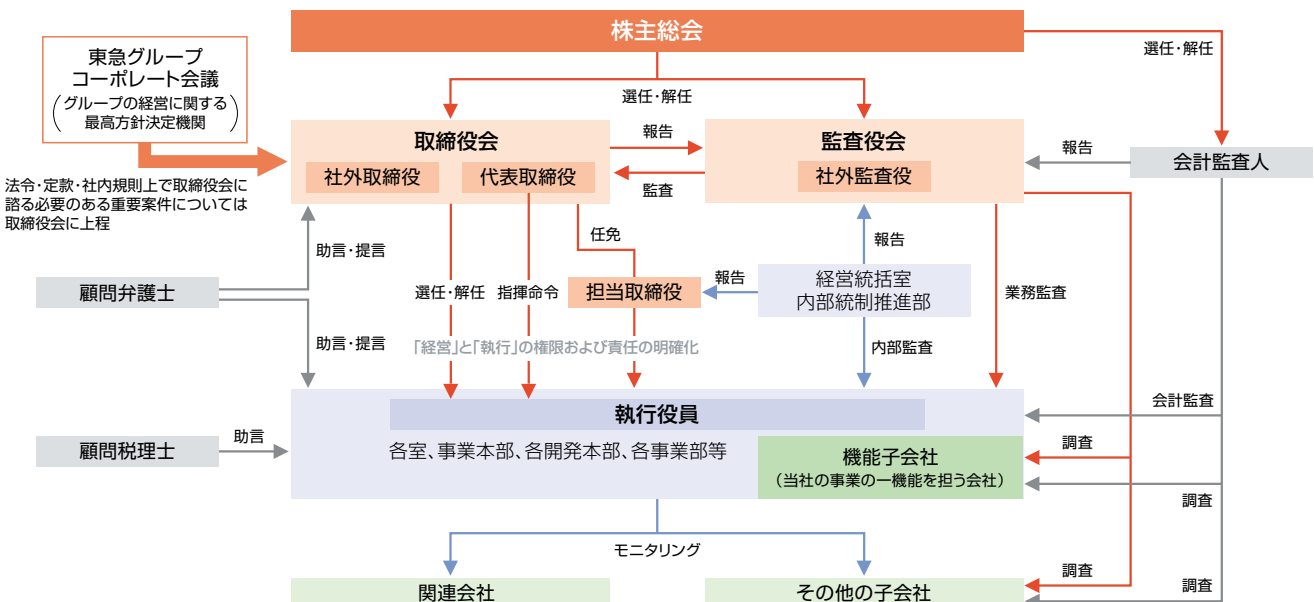 株主総会
東急グループ
コーポレート会議
(グループの経営に関する
最高方針決定機関)
選任・解任
選任・解任
取締役会
社外取締役
代表取締役
報告
監査
監査役会
社外監査役
報告
会計監査人
法令・定款・社内規則上で取締役会に
諮る必要のある重要案件については
取締役会に上程
助言・提言
任免
報告
顧問弁護士
選任・解任
指揮命令
担当取締役
報告
経営統括室
内部統制推進部
業務監査
助言・提言
「経営」と「執行」の権限および責任の明確化
内部監査
執行役員
会計監査
顧問税理士
助言
各室、事業本部、各開発本部、各事業部等
機能子会社
(当社の事業の一機能を担う会社)
調査
調査
モニタリング
調査
調査
関連会社
その他の子会社